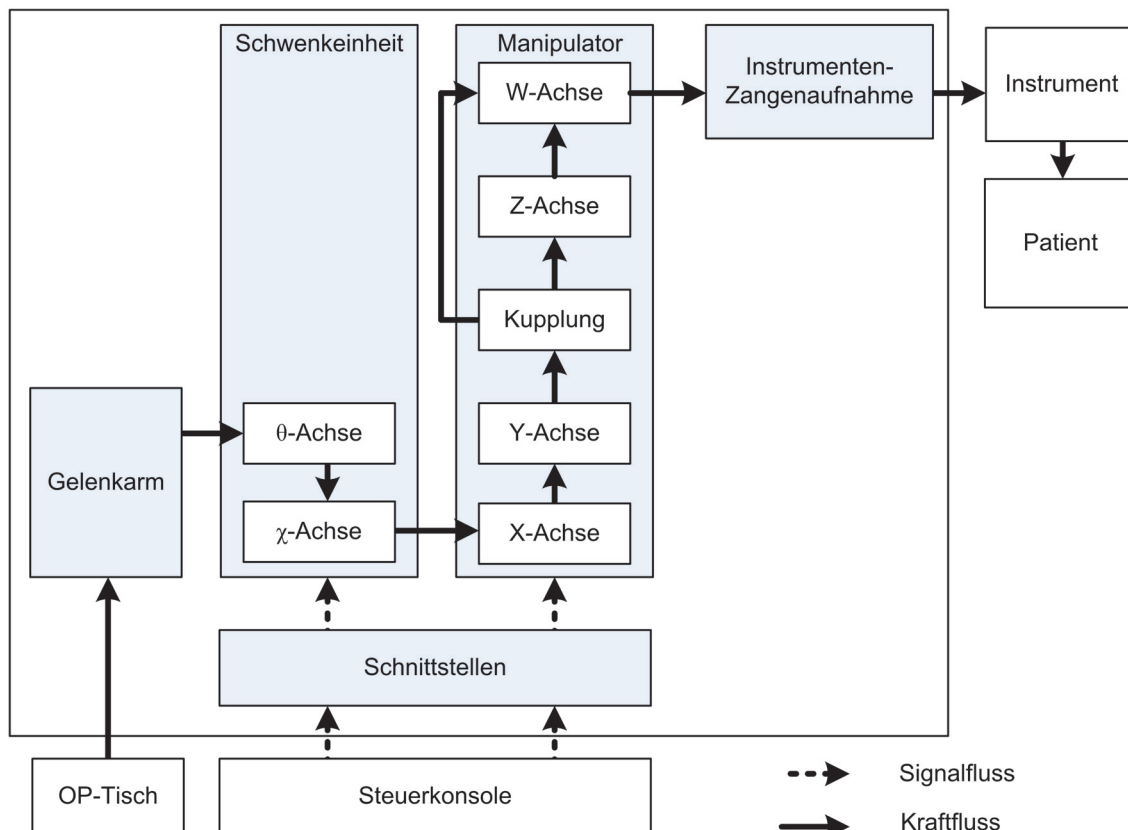 Schwenkeinheit
Manipulator
W-Achse
Instrumenten-
Zangenaufnahme
Instrument
Z-Achse
Patient
Kupplung
Gelenkarm
θ-Achse
Y-Achse
χ-Achse
X-Achse
Schnittstellen
OP-Tisch
Steuerkonsole
Signalfluss
Kraftfluss